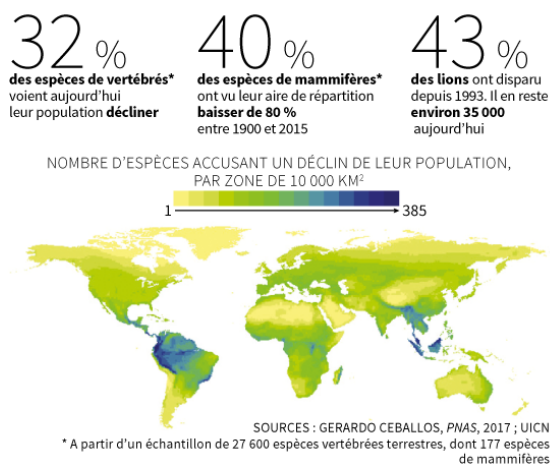 32 %
des espèces de vertébrés*
voient aujourd'hui
leur population décliner
40 %
des espèces de mammifères*
ont vu leur aire de répartition
baisser de 80 %
entre 1900 et 2015
43 %
des lions ont disparu
depuis 1993. Il en reste
environ 35 000
aujourd'hui
NOMBRE D'ESPÈCES ACCUSANT UN DÉCLIN DE LEUR POPULATION,
PAR ZONE DE 10 000 KM²
1 385
SOURCES : GERARDO CEBALLOS, PNAS, 2017 ; UICN
* A partir d'un échantillon de 27 600 espèces vertébrées terrestres, dont 177 espèces
de mammifères